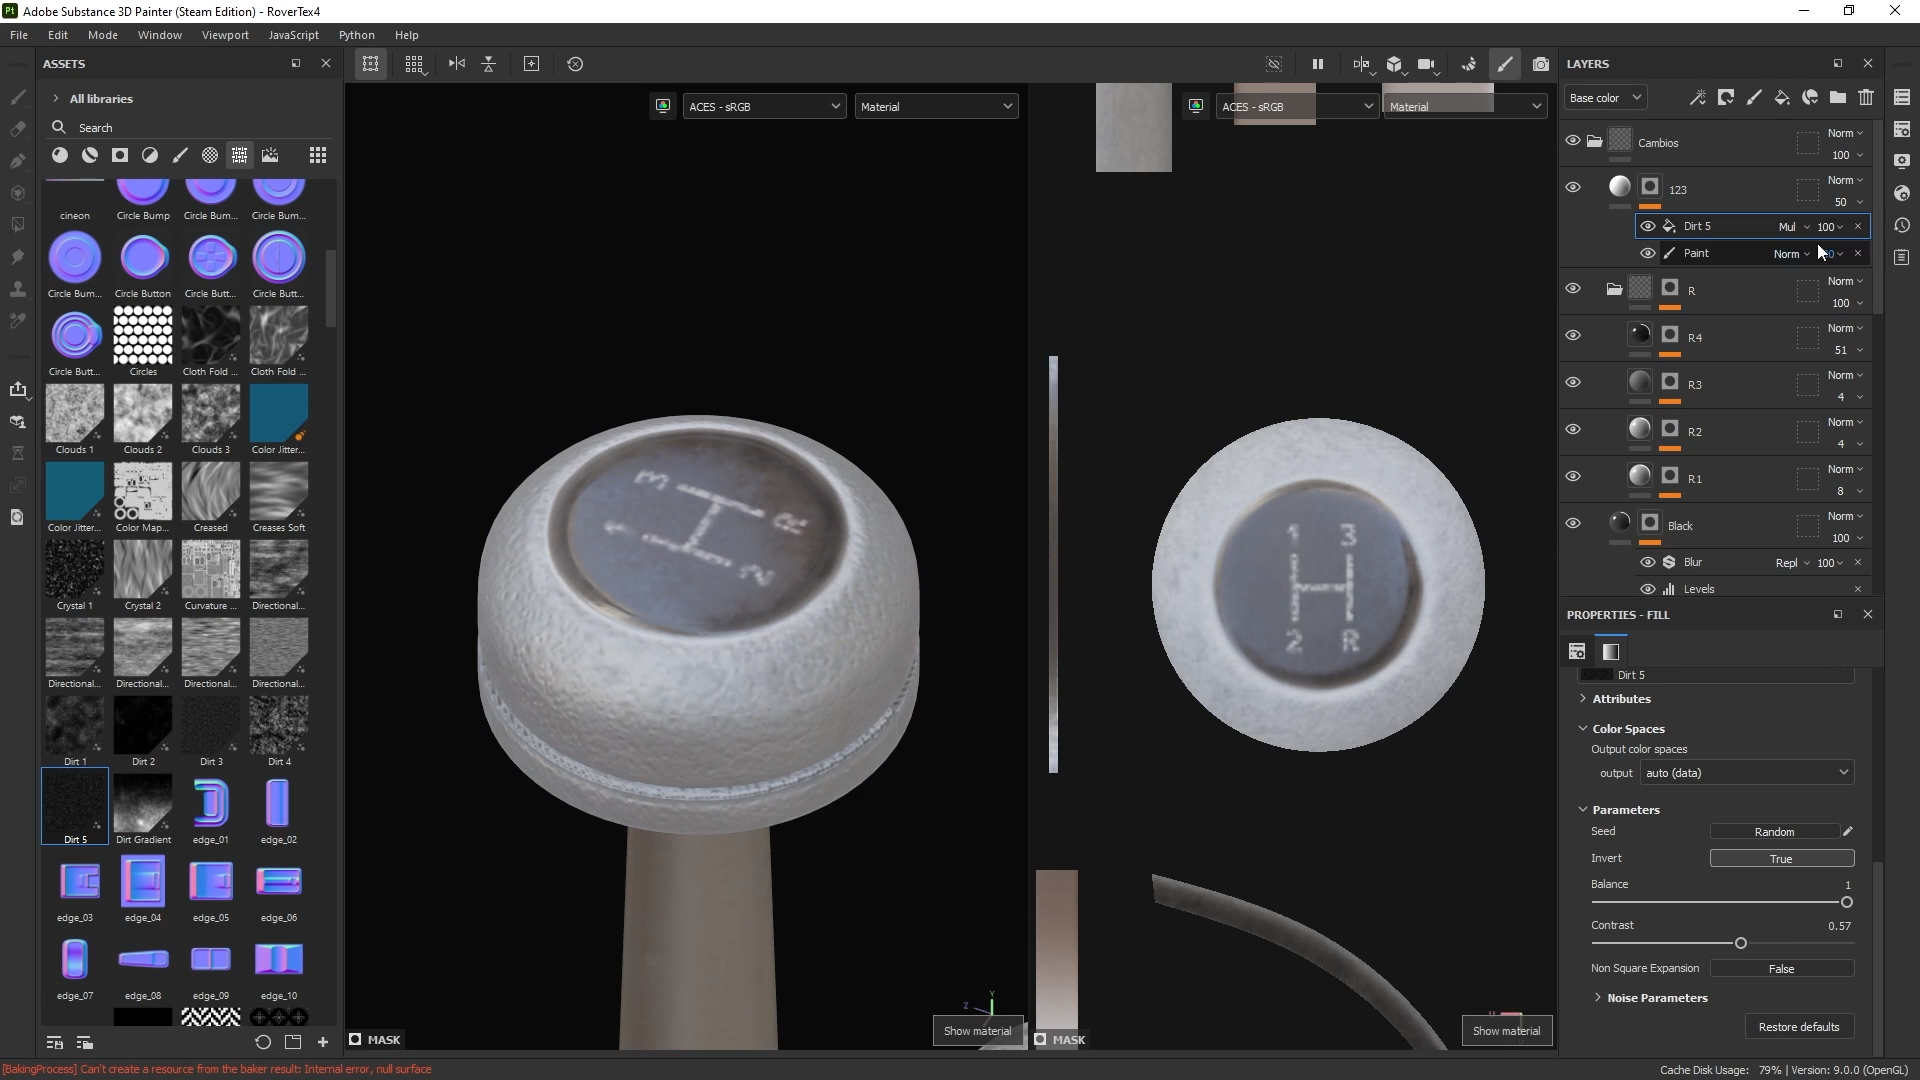 Adobe Substance 3D Painter (Steam Edition) - RoverTex4
File Edit Mode Window Viewport JavaScript Python Help
ASSETS
All libraries
Search
cineon Circle Bump Circle Bum... Circle Bum...
Circle Bum... Circle Button Circle Butt... Circle Butt...
Circle Butt... Circles Cloth Fold ... Cloth Fold ...
Clouds 1 Clouds 2 Clouds 3 Color Jitter...
Color Jitter... Color Map... Creased Creases Soft
Crystal 1 Crystal 2 Curvature ... Directional...
Directional... Directional... Directional... Directional...
Dirt 1 Dirt 2 Dirt 3 Dirt 4
Dirt 5 Dirt Gradient edge_01 edge_02
edge_03 edge_04 edge_05 edge_06
edge_07 edge_08 edge_09 edge_10
ACES - sRGB Material
3 R
1 2
Z Y
MASK
Show material
ACES - sRGB Material
1 3
2 R
MASK
Show material
LAYERS
Base color
Cambios Norm 100
123 Norm 50
Dirt 5 Mul 100
Paint Norm
R Norm 100
R4 Norm 51
R3 Norm 4
R2 Norm 4
R1 Norm 8
Black Norm 100
Blur Repl 100
Levels
PROPERTIES - FILL
Dirt 5
Attributes
Color Spaces
Output color spaces
output auto (data)
Parameters
Seed Random
Invert True
Balance 1
Contrast 0.57
Non Square Expansion False
Noise Parameters
Restore defaults
[BakingProcess] Can't create a resource from the baker result: Internal error, null surface
Cache Disk Usage: 79% | Version: 9.0.0 (OpenGL)